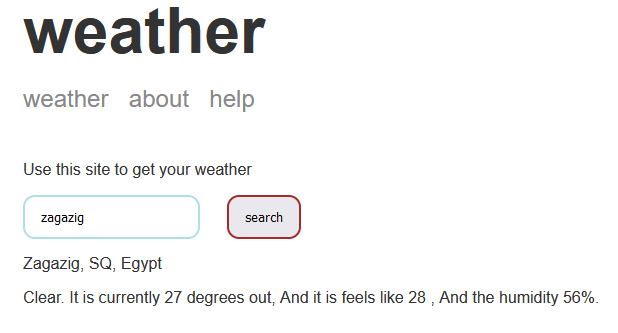 weather
weather about help
Use this site to get your weather
zagazig search
Zagazig, SQ, Egypt
Clear. It is currently 27 degrees out, And it is feels like 28 , And the humidity 56%.